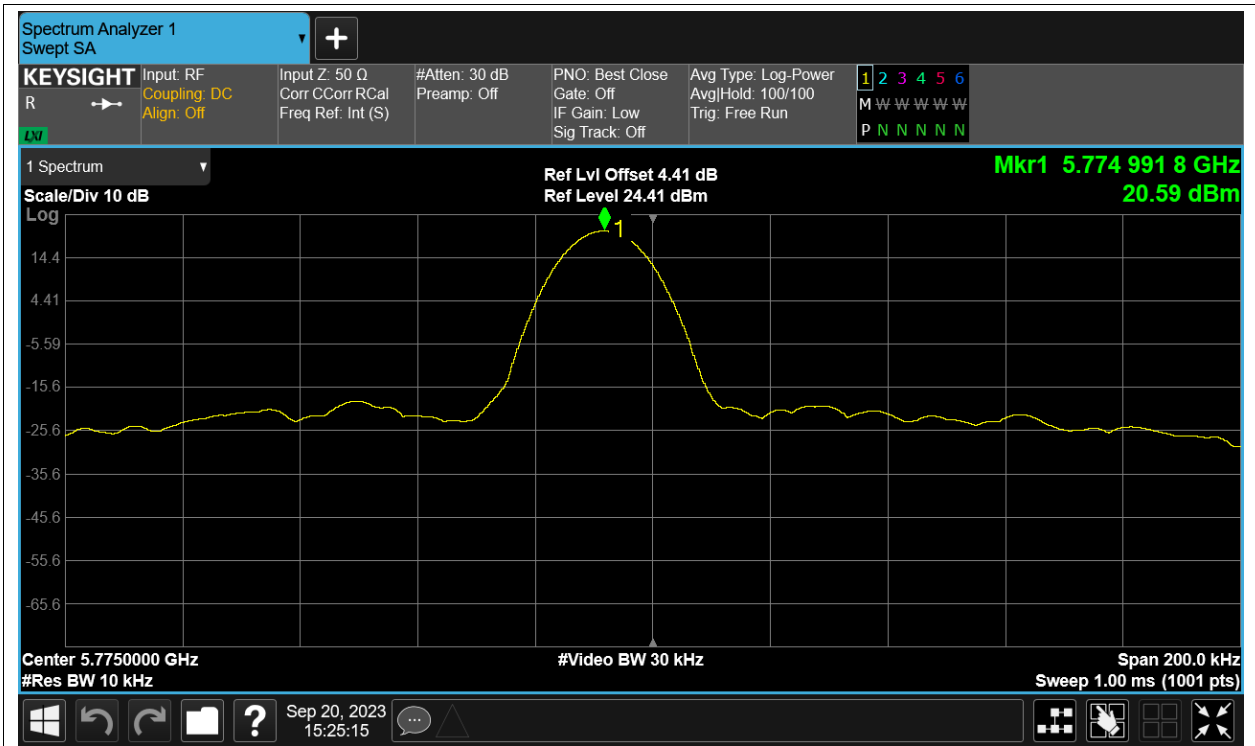 Spectrum Analyzer 1
Swept SA
KEYSIGHT Input: RF Input Z: 50 Ω #Atten: 30 dB PNO: Best Close Avg Type: Log-Power 1 2 3 4 5 6
R Coupling: DC Corr CCorr RCal Preamp: Off Gate: Off Avg|Hold: 100/100 M W W W W W
Align: Off Freq Ref: Int (S) IF Gain: Low Trig: Free Run
LXI Sig Track: Off P N N N N N
1 Spectrum Ref Lvl Offset 4.41 dB Mkr1 5.774 991 8 GHz
Scale/Div 10 dB Ref Level 24.41 dBm 20.59 dBm
Log
1
14.4
4.41
-5.59
-15.6
-25.6
-35.6
-45.6
-55.6
-65.6
Center 5.7750000 GHz #Video BW 30 kHz Span 200.0 kHz
#Res BW 10 kHz Sweep 1.00 ms (1001 pts)
? Sep 20, 2023
15:25:15